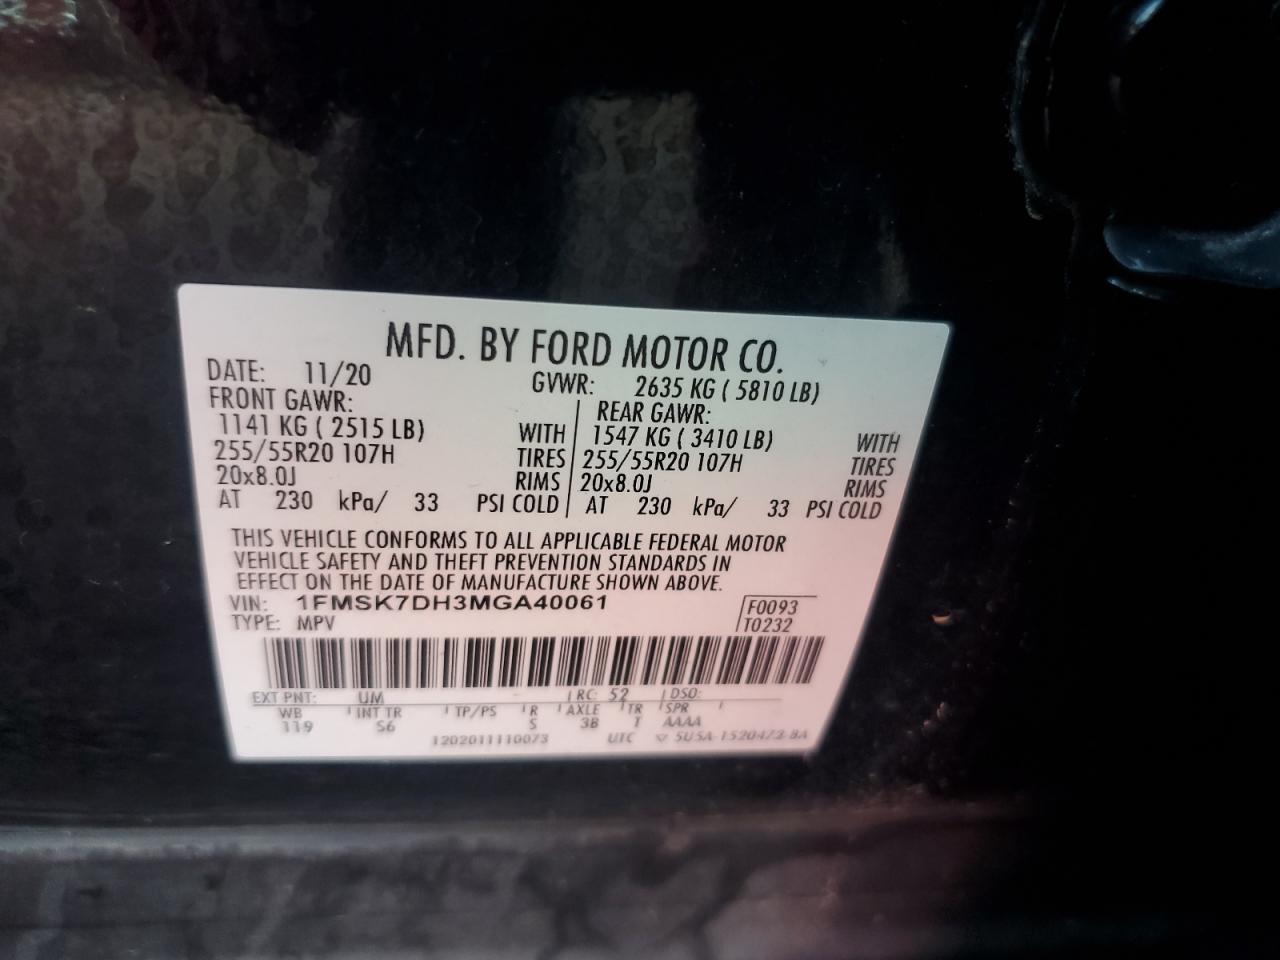 MFD. BY FORD MOTOR CO.
DATE: 11/20 GVWR: 2635 KG ( 5810 LB)
FRONT GAWR: REAR GAWR:
1141 KG ( 2515 LB) WITH 1547 KG ( 3410 LB) WITH
255/55R20 107H TIRES 255/55R20 107H TIRES
20x8.0J RIMS 20x8.0J RIMS
AT 230 kPa/ 33 PSI COLD AT 230 kPa/ 33 PSI COLD
THIS VEHICLE CONFORMS TO ALL APPLICABLE FEDERAL MOTOR
VEHICLE SAFETY AND THEFT PREVENTION STANDARDS IN
EFFECT ON THE DATE OF MANUFACTURE SHOWN ABOVE.
VIN: 1FMSK7DH3MGA40061 F0093
TYPE: MPV T0232
EXT PNT: UM RC: 52 DSO:
WB INT TR TP/PS R AXLE TR SPR
119 S6 S 3B T AAAA
1202011110073 UTC 5U5A-1520473-BA